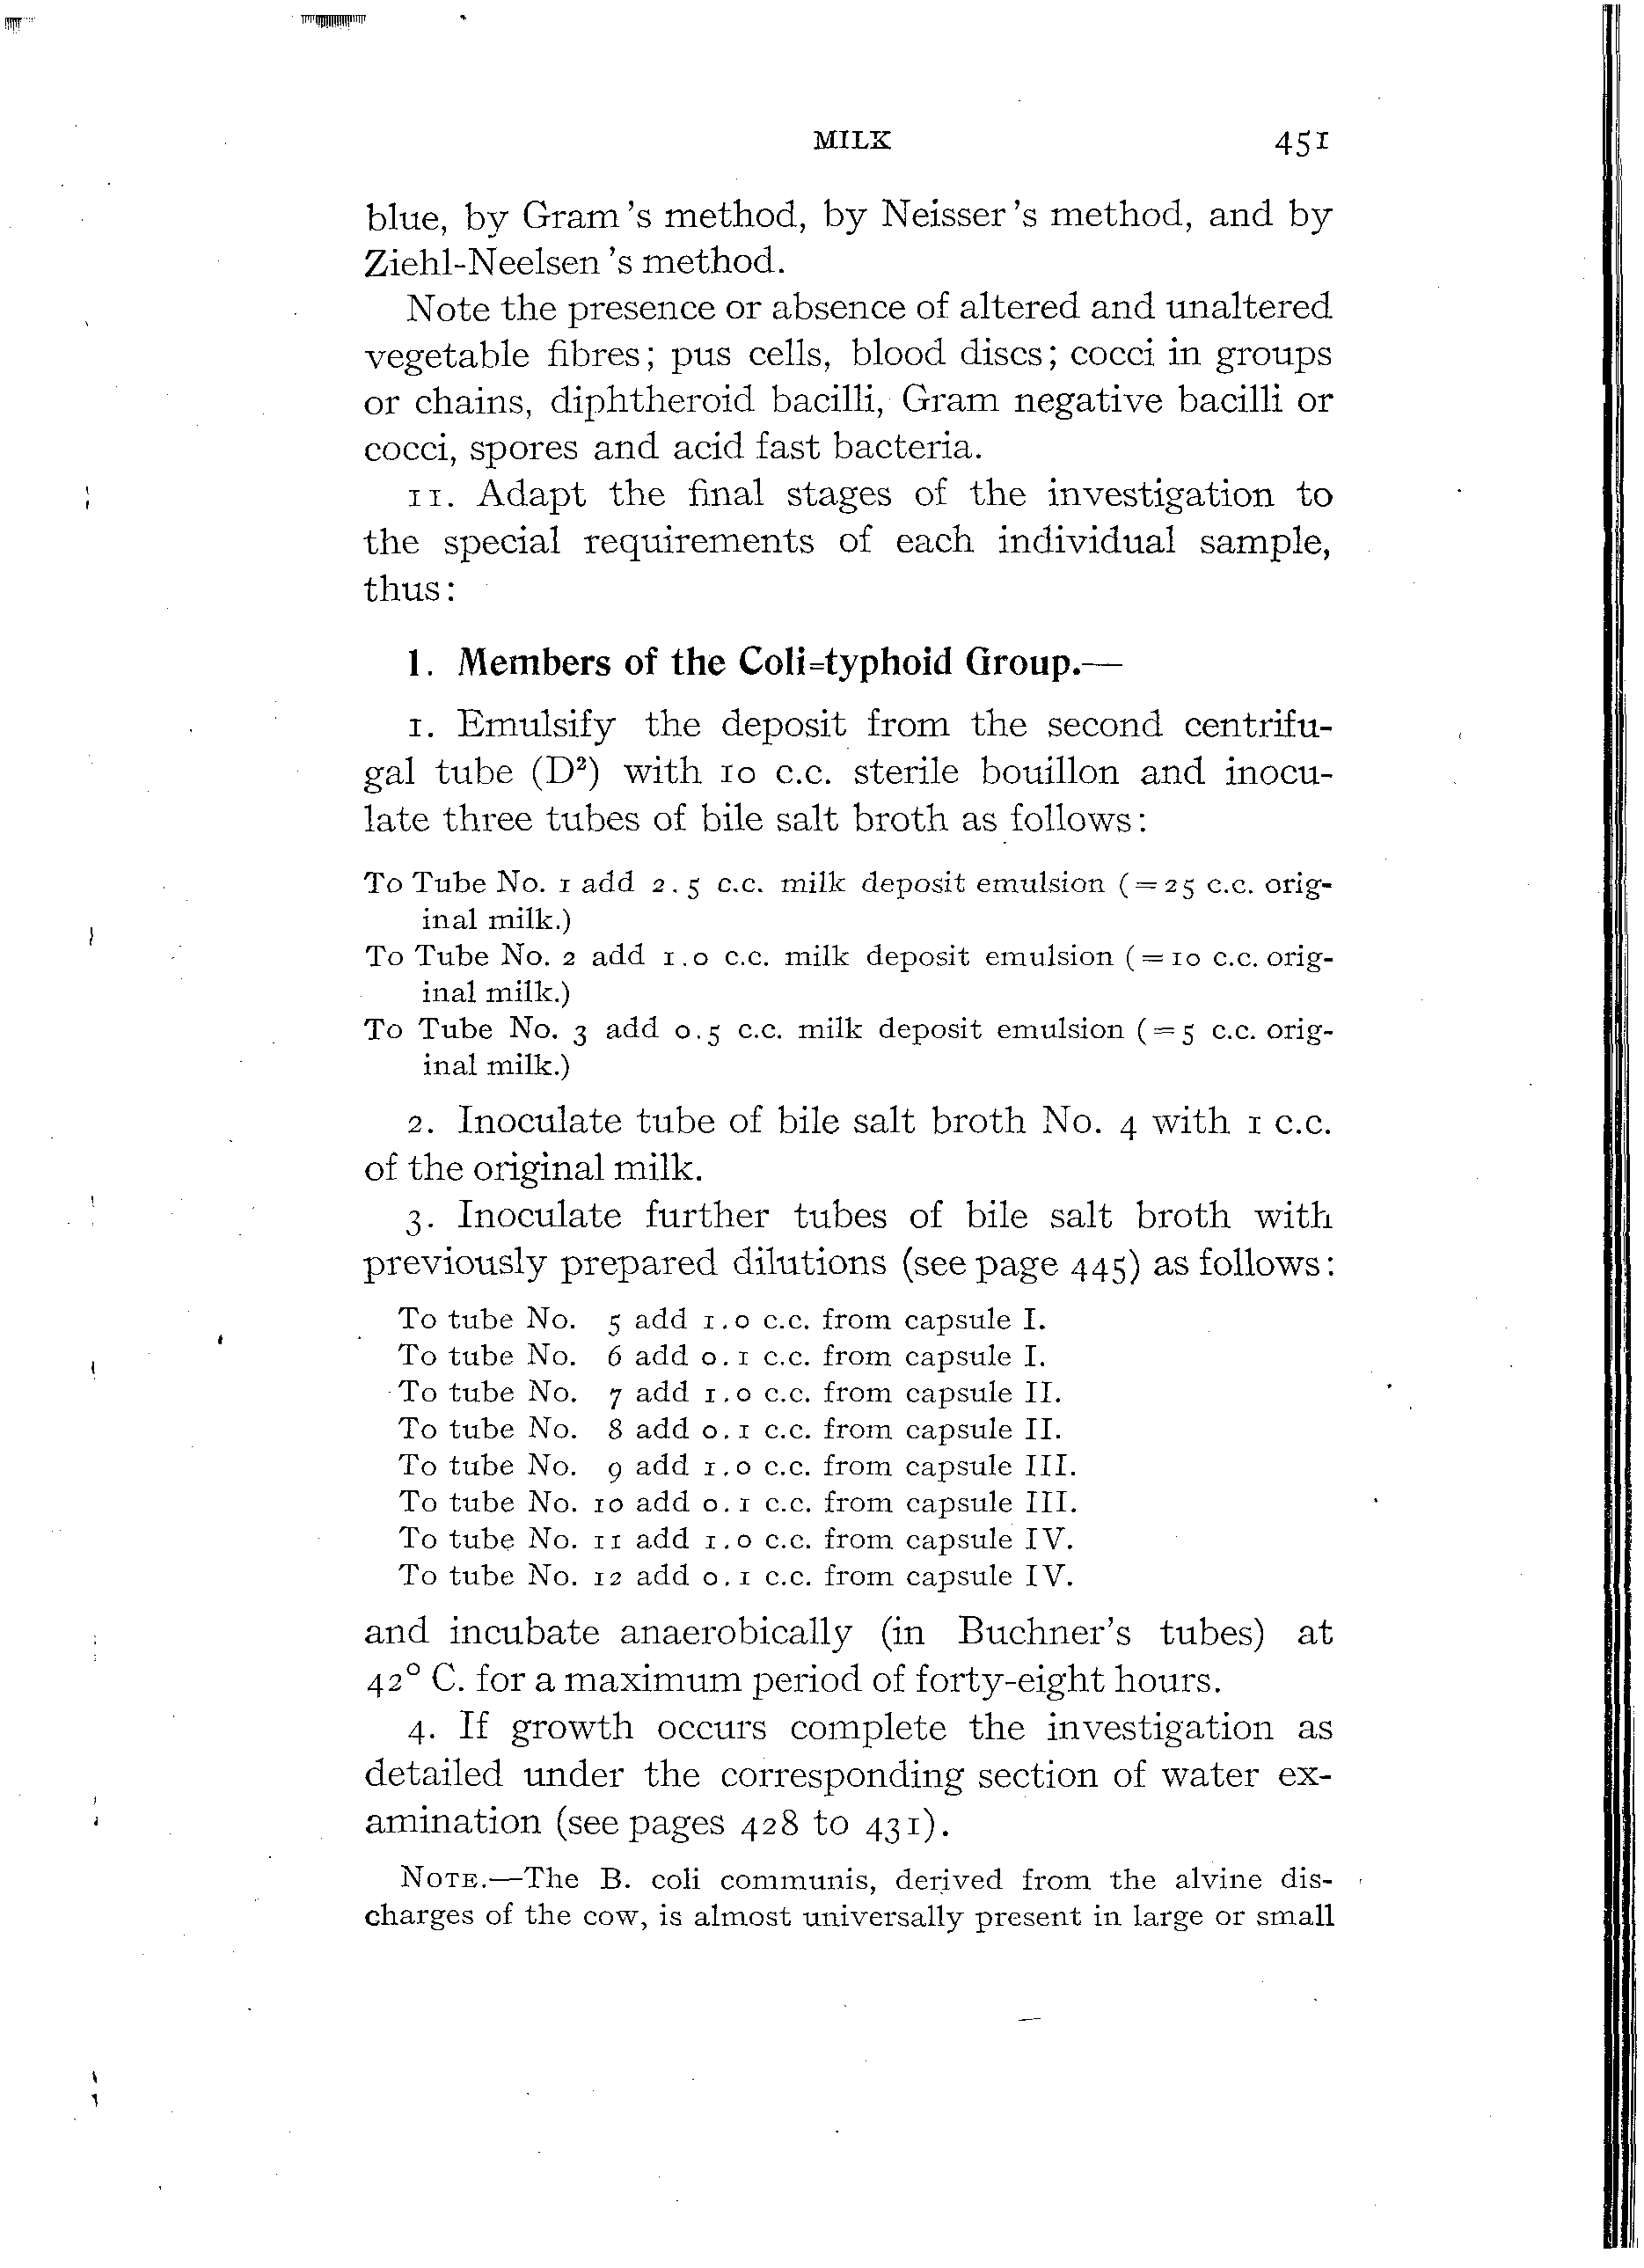 MILK 451
blue, by Gram's method, by Neisser's method, and by
Ziehl-Neelsen's method.
Note the presence or absence of altered and unaltered
vegetable fibres; pus cells, blood discs; cocci in groups
or chains, diphtheroid bacilli, Gram negative bacilli or
cocci, spores and acid fast bacteria.
11. Adapt the final stages of the investigation to
the special requirements of each individual sample,
thus:
1. Members of the Coli-typhoid Group.—
1. Emulsify the deposit from the second centrifu-
gal tube (D²) with 10 c.c. sterile bouillon and inocu-
late three tubes of bile salt broth as follows:
To Tube No. 1 add 2.5 c.c. milk deposit emulsion (=25 c.c. orig-
inal milk.)
To Tube No. 2 add 1.0 c.c. milk deposit emulsion (=10 c.c. orig-
inal milk.)
To Tube No. 3 add 0.5 c.c. milk deposit emulsion (=5 c.c. orig-
inal milk.)
2. Inoculate tube of bile salt broth No. 4 with 1 c.c.
of the original milk.
3. Inoculate further tubes of bile salt broth with
previously prepared dilutions (see page 445) as follows:
To tube No. 5 add 1.0 c.c. from capsule I.
To tube No. 6 add 0.1 c.c. from capsule I.
To tube No. 7 add 1.0 c.c. from capsule II.
To tube No. 8 add 0.1 c.c. from capsule II.
To tube No. 9 add 1.0 c.c. from capsule III.
To tube No. 10 add 0.1 c.c. from capsule III.
To tube No. 11 add 1.0 c.c. from capsule IV.
To tube No. 12 add 0.1 c.c. from capsule IV.
and incubate anaerobically (in Buchner's tubes) at
42° C. for a maximum period of forty-eight hours.
4. If growth occurs complete the investigation as
detailed under the corresponding section of water ex-
amination (see pages 428 to 431).
NOTE.—The B. coli communis, derived from the alvine dis-
charges of the cow, is almost universally present in large or small